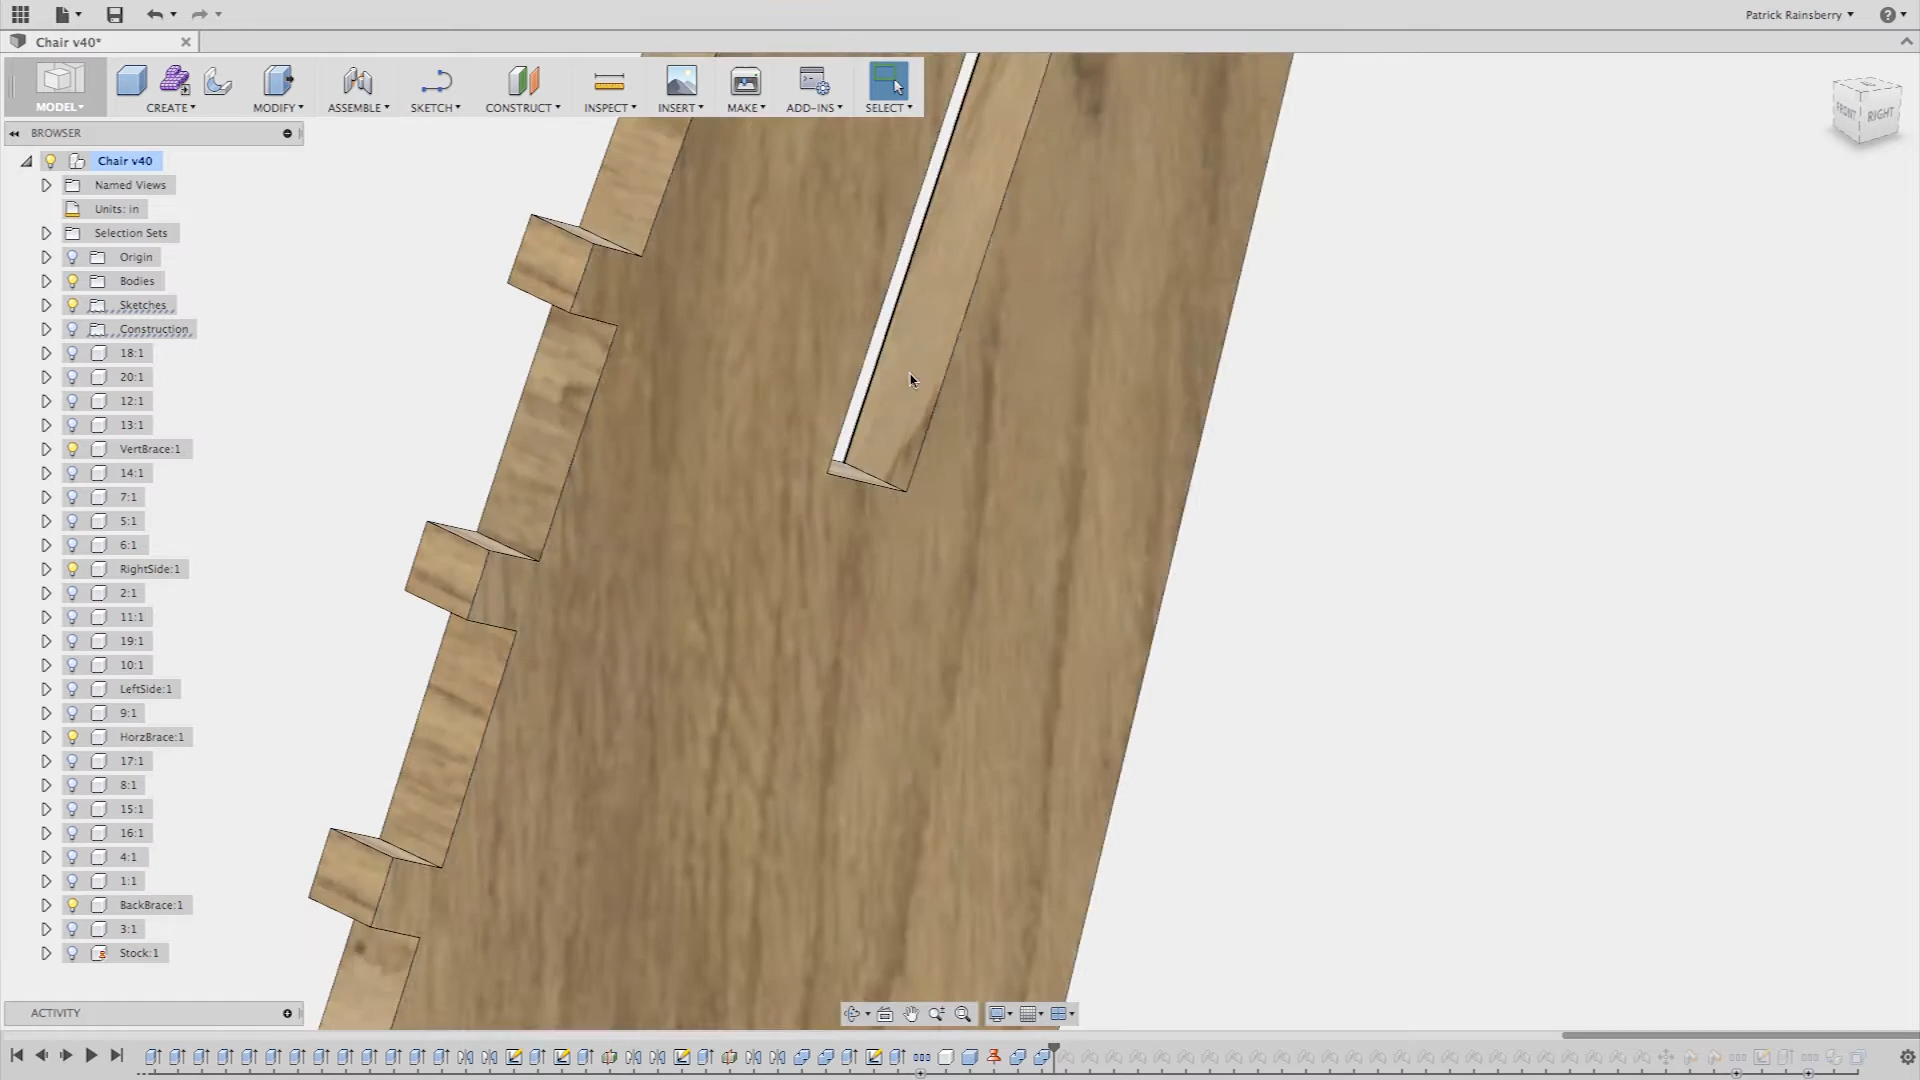 Patrick Rainsberry
Chair v40*
MODEL
CREATE
MODIFY
ASSEMBLE
SKETCH
CONSTRUCT
INSPECT
INSERT
MAKE
ADD-INS
SELECT
FRONT
RIGHT
BROWSER
Chair v40
Named Views
Units: in
Selection Sets
Origin
Bodies
Sketches
Construction
18:1
20:1
12:1
13:1
VertBrace:1
14:1
7:1
5:1
6:1
RightSide:1
2:1
11:1
19:1
10:1
LeftSide:1
9:1
HorzBrace:1
17:1
8:1
15:1
16:1
4:1
1:1
BackBrace:1
3:1
Stock:1
ACTIVITY